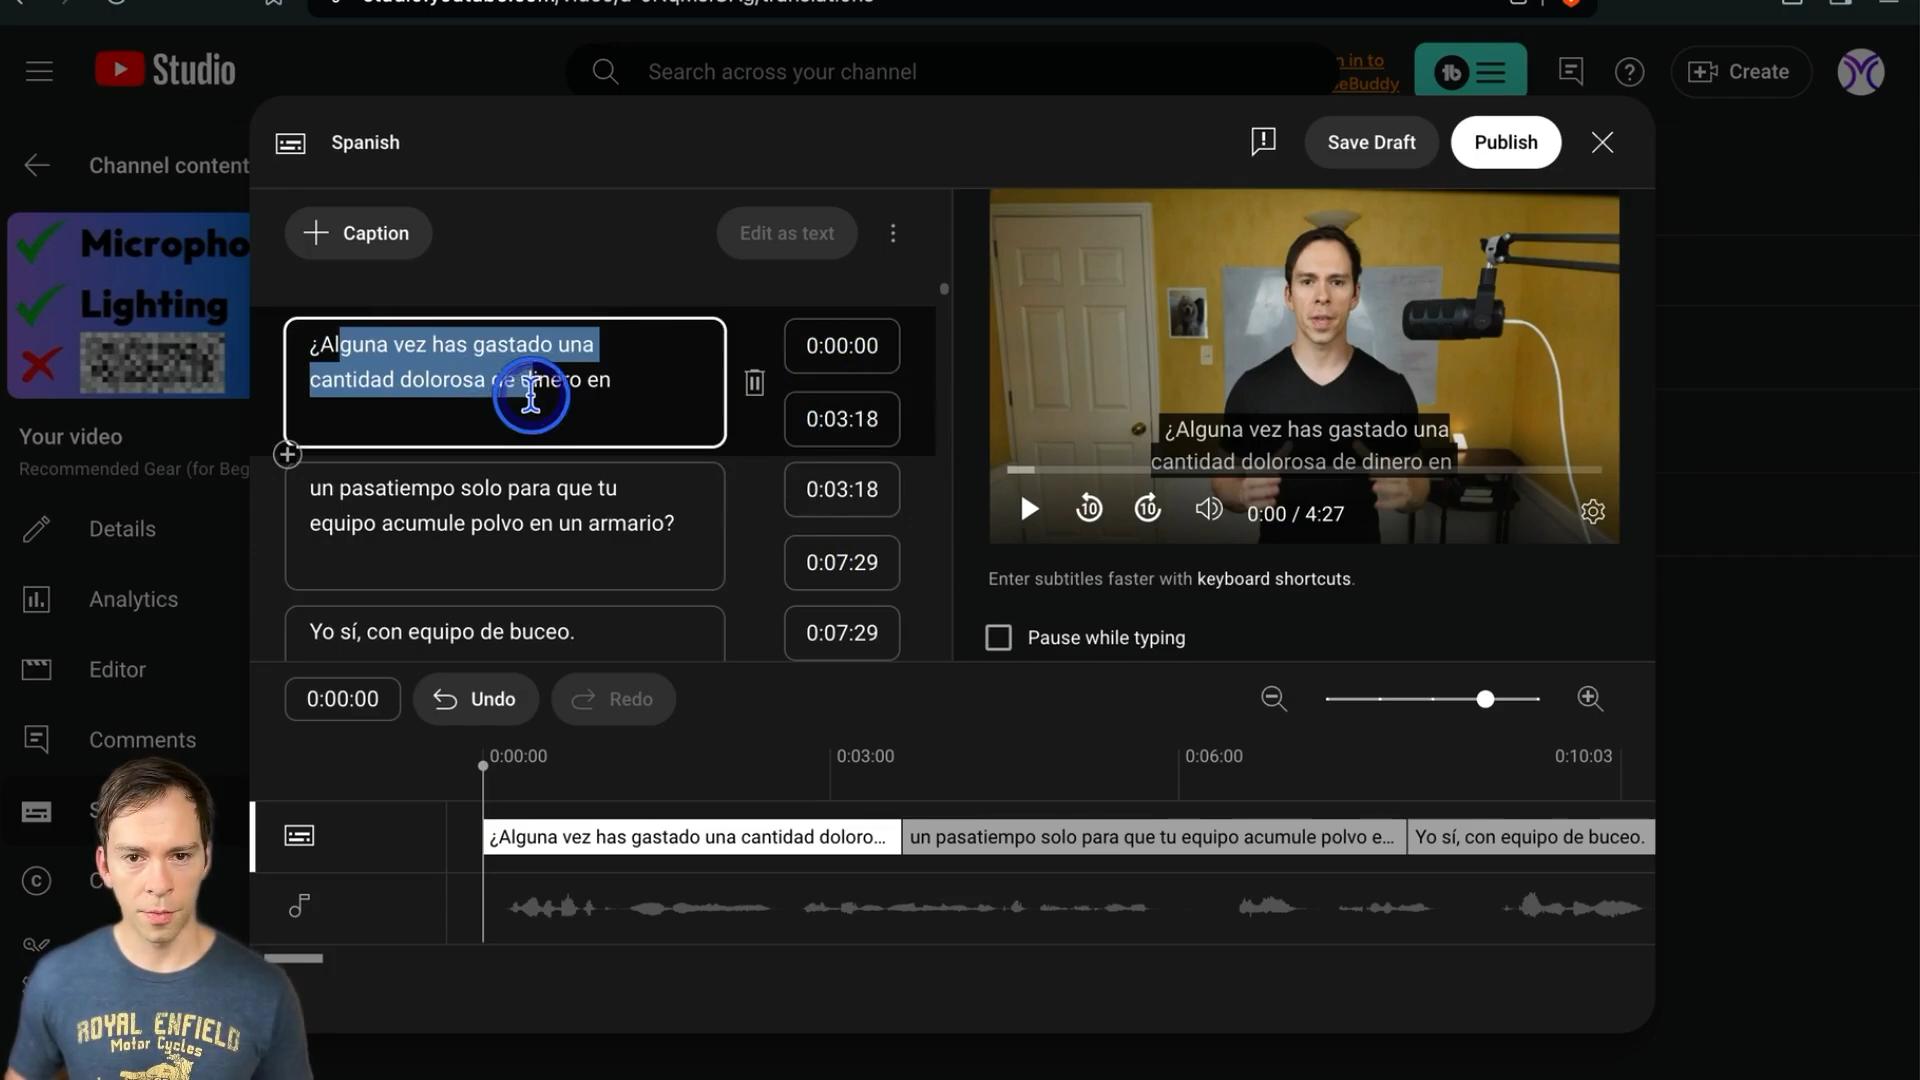 Studio
Search across your channel
n in to
eBuddy
Create
Channel content
Spanish
Save Draft
Publish
Micropho
Lighting
Caption
Edit as text
¿Alguna vez has gastado una
cantidad dolorosa de dinero en
0:00:00
0:03:18
un pasatiempo solo para que tu
equipo acumule polvo en un armario?
0:03:18
0:07:29
Yo sí, con equipo de buceo.
0:07:29
¿Alguna vez has gastado una
cantidad dolorosa de dinero en
10
10
0:00 / 4:27
Enter subtitles faster with keyboard shortcuts.
Pause while typing
Your video
Recommended Gear (for Beg
Details
Analytics
Editor
Comments
0:00:00
Undo
Redo
0:00:00
0:03:00
0:06:00
0:10:03
¿Alguna vez has gastado una cantidad doloro...
un pasatiempo solo para que tu equipo acumule polvo e...
Yo sí, con equipo de buceo.
ROYAL ENFIELD
Motor Cycles